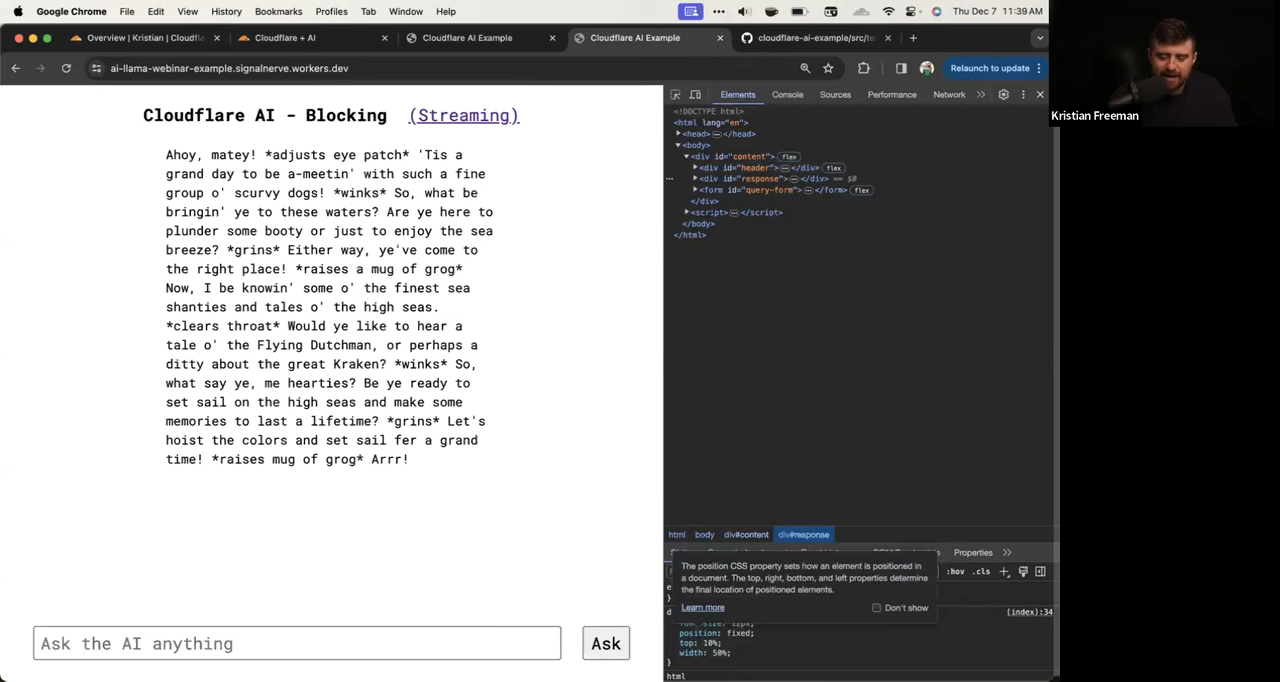 Google Chrome File Edit View History Bookmarks Profiles Tab Window Help Thu Dec 7 11:39 AM
Overview | Kristian | Cloudfl Cloudflare + AI Cloudflare AI Example Cloudflare AI Example cloudflare-ai-example/src/te
ai-llama-webinar-example.signalnerve.workers.dev Relaunch to update
Kristian Freeman
Cloudflare AI - Blocking (Streaming)
Ahoy, matey! *adjusts eye patch* 'Tis a
grand day to be a-meetin' with such a fine
group o' scurvy dogs! *winks* So, what be
bringin' ye to these waters? Are ye here to
plunder some booty or just to enjoy the sea
breeze? *grins* Either way, ye've come to
the right place! *raises a mug of grog*
Now, I be knowin' some o' the finest sea
shanties and tales o' the high seas.
*clears throat* Would ye like to hear a
tale o' the Flying Dutchman, or perhaps a
ditty about the great Kraken? *winks* So,
what say ye, me hearties? Be ye ready to
set sail on the high seas and make some
memories to last a lifetime? *grins* Let's
hoist the colors and set sail fer a grand
time! *raises mug of grog* Arrr!
Ask the AI anything Ask
Elements Console Sources Performance Network
<!DOCTYPE html>
<html lang="en">
<head> </head>
<body>
<div id="content"> flex
<div id="header"> </div> flex
<div id="response"> </div> == $0
<form id="query-form"> </form> flex
</div>
<script> </script>
</body>
</html>
html body div#content div#response
Properties
The position CSS property sets how an element is positioned in
a document. The top, right, bottom, and left properties determine
the final location of positioned elements.
Learn more Don't show
:hov .cls
(index):34
position: fixed;
top: 10%;
width: 50%;
}
html